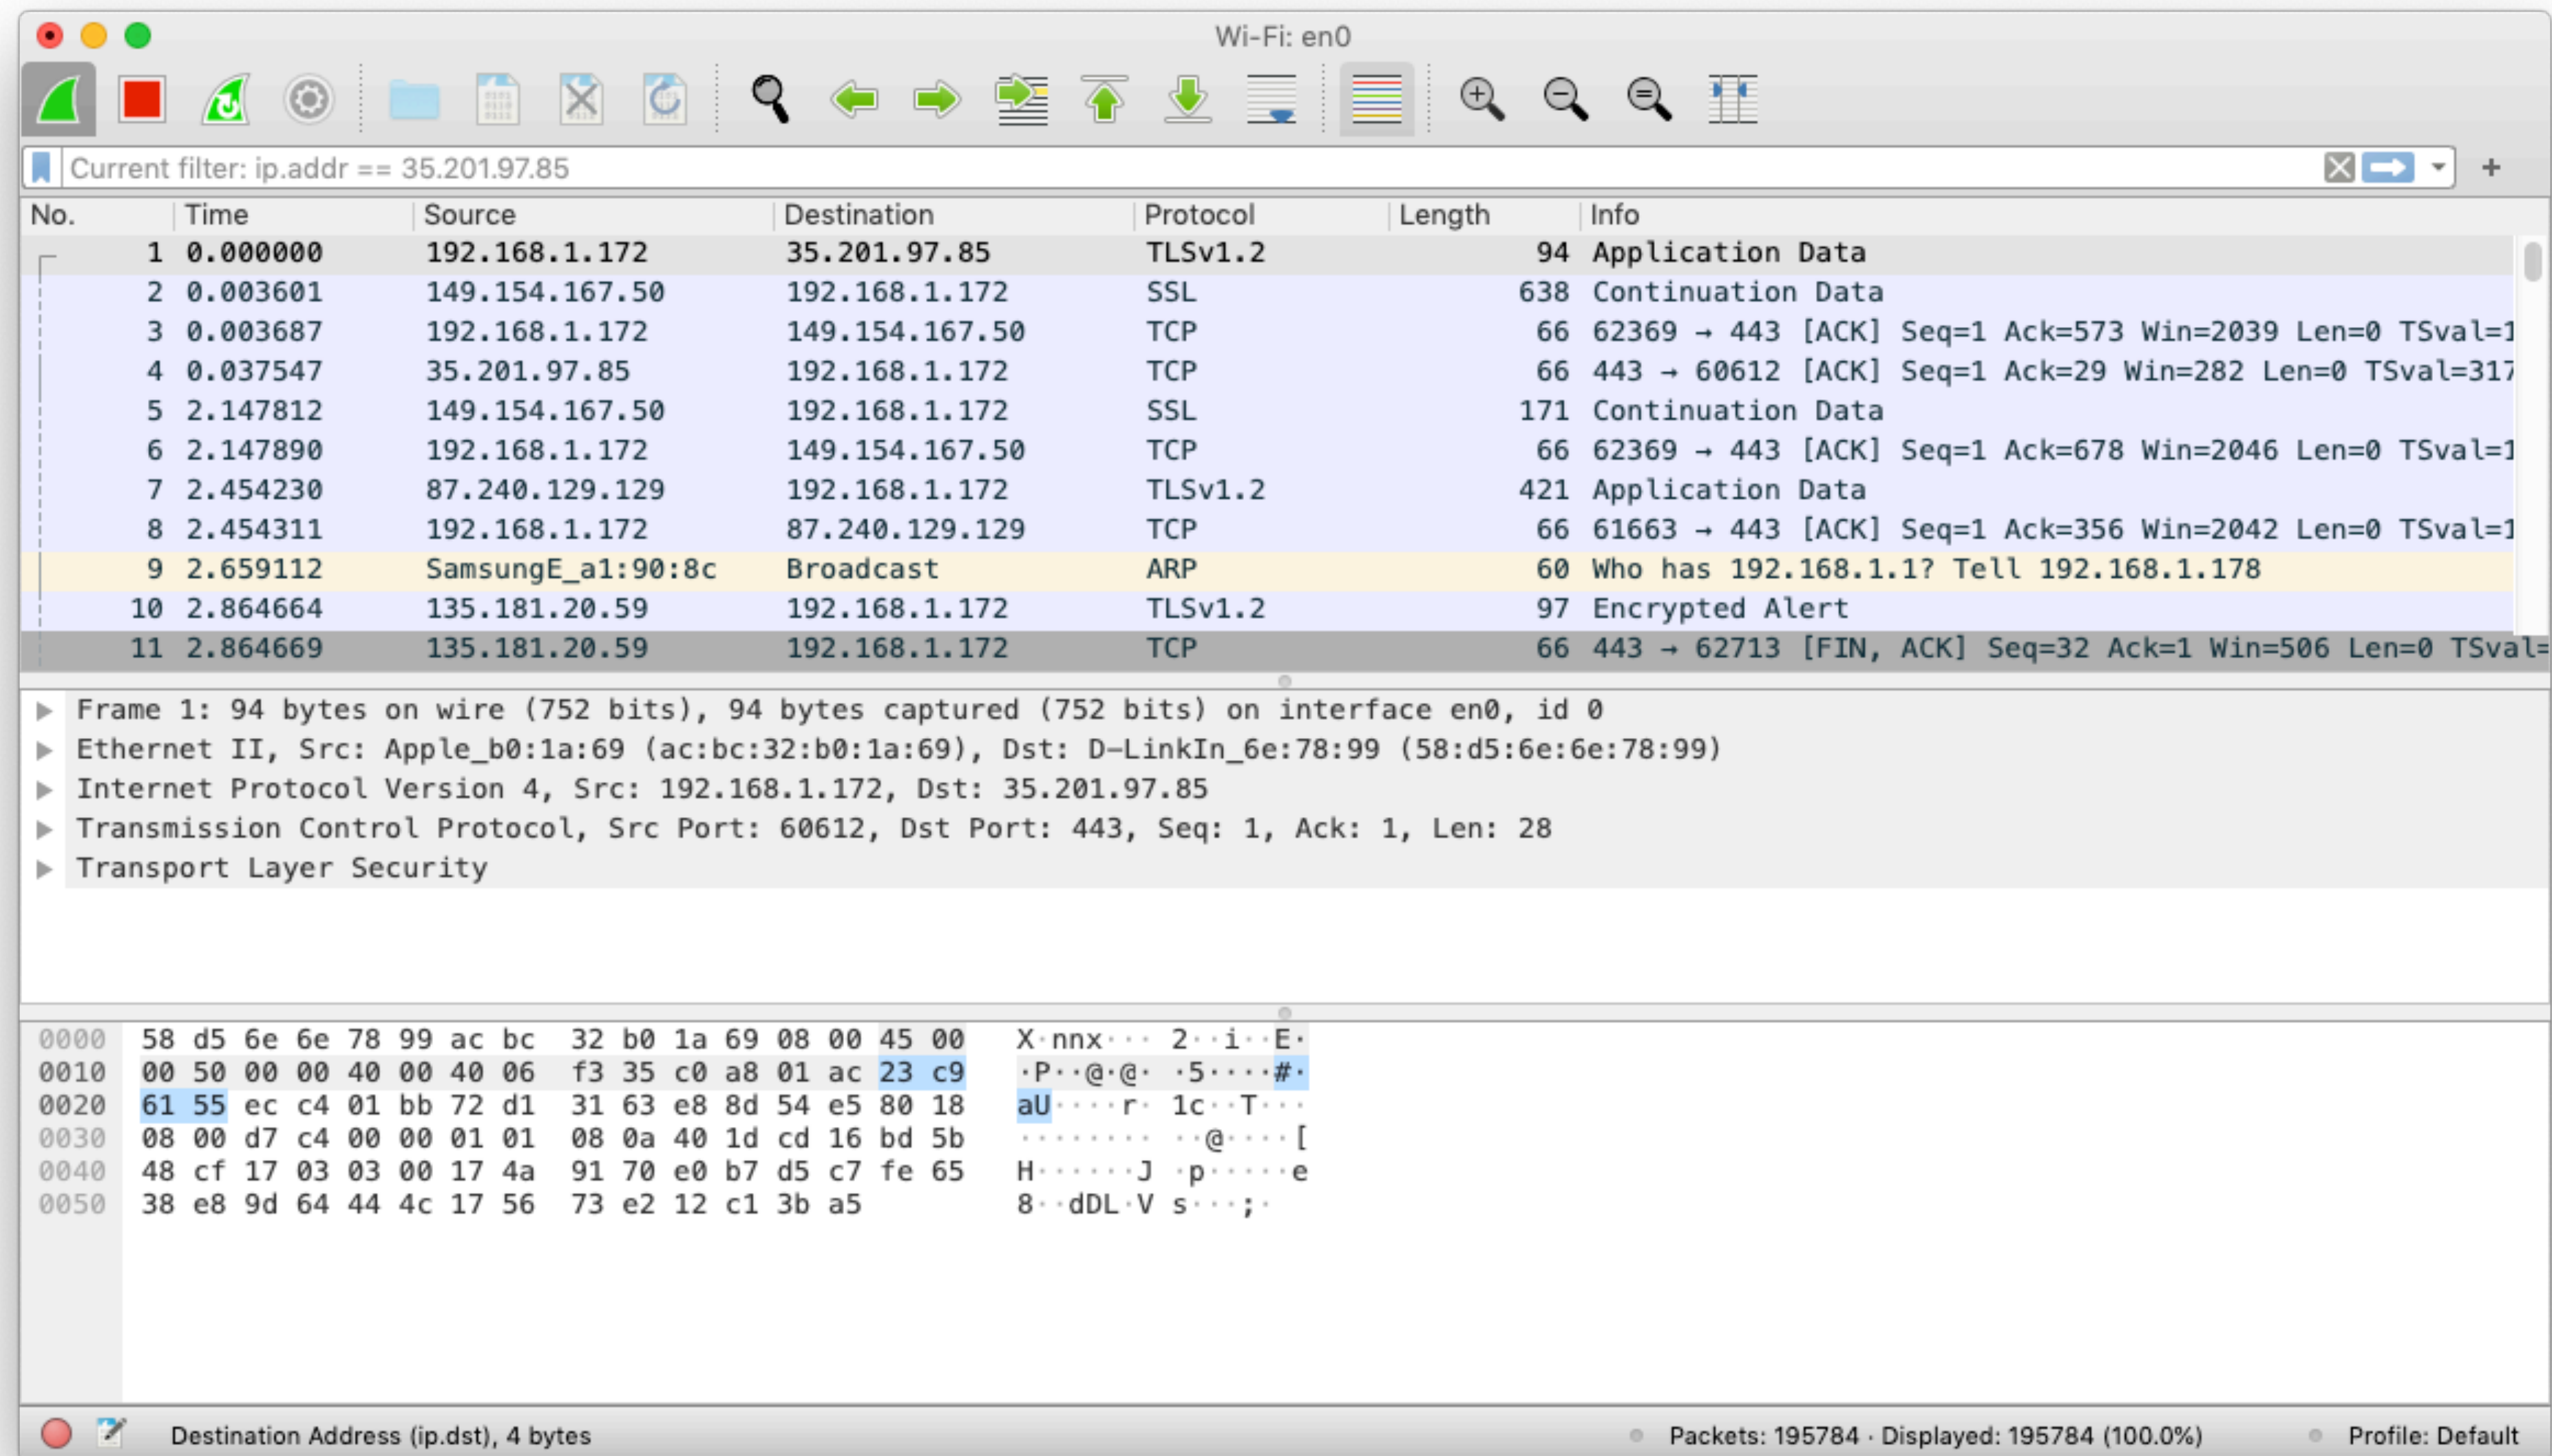 Wi-Fi: en0
Current filter: ip.addr == 35.201.97.85
No. Time Source Destination Protocol Length Info
1 0.000000 192.168.1.172 35.201.97.85 TLSv1.2 94 Application Data
2 0.003601 149.154.167.50 192.168.1.172 SSL 638 Continuation Data
3 0.003687 192.168.1.172 149.154.167.50 TCP 66 62369 → 443 [ACK] Seq=1 Ack=573 Win=2039 Len=0 TSval=1
4 0.037547 35.201.97.85 192.168.1.172 TCP 66 443 → 60612 [ACK] Seq=1 Ack=29 Win=282 Len=0 TSval=317
5 2.147812 149.154.167.50 192.168.1.172 SSL 171 Continuation Data
6 2.147890 192.168.1.172 149.154.167.50 TCP 66 62369 → 443 [ACK] Seq=1 Ack=678 Win=2046 Len=0 TSval=1
7 2.454230 87.240.129.129 192.168.1.172 TLSv1.2 421 Application Data
8 2.454311 192.168.1.172 87.240.129.129 TCP 66 61663 → 443 [ACK] Seq=1 Ack=356 Win=2042 Len=0 TSval=1
9 2.659112 SamsungE_a1:90:8c Broadcast ARP 60 Who has 192.168.1.1? Tell 192.168.1.178
10 2.864664 135.181.20.59 192.168.1.172 TLSv1.2 97 Encrypted Alert
11 2.864669 135.181.20.59 192.168.1.172 TCP 66 443 → 62713 [FIN, ACK] Seq=32 Ack=1 Win=506 Len=0 TSval=
Frame 1: 94 bytes on wire (752 bits), 94 bytes captured (752 bits) on interface en0, id 0
Ethernet II, Src: Apple_b0:1a:69 (ac:bc:32:b0:1a:69), Dst: D-LinkIn_6e:78:99 (58:d5:6e:6e:78:99)
Internet Protocol Version 4, Src: 192.168.1.172, Dst: 35.201.97.85
Transmission Control Protocol, Src Port: 60612, Dst Port: 443, Seq: 1, Ack: 1, Len: 28
Transport Layer Security
0000 58 d5 6e 6e 78 99 ac bc 32 b0 1a 69 08 00 45 00 X·nnx··· 2··i··E·
0010 00 50 00 00 40 00 40 06 f3 35 c0 a8 01 ac 23 c9 ·P··@·@· ·5····#·
0020 61 55 ec c4 01 bb 72 d1 31 63 e8 8d 54 e5 80 18 aU····r· 1c··T···
0030 08 00 d7 c4 00 00 01 01 08 0a 40 1d cd 16 bd 5b ········ ··@····[
0040 48 cf 17 03 03 00 17 4a 91 70 e0 b7 d5 c7 fe 65 H······J ·p·····e
0050 38 e8 9d 64 44 4c 17 56 73 e2 12 c1 3b a5 8··dDL·V s···;·
Destination Address (ip.dst), 4 bytes Packets: 195784 · Displayed: 195784 (100.0%) Profile: Default